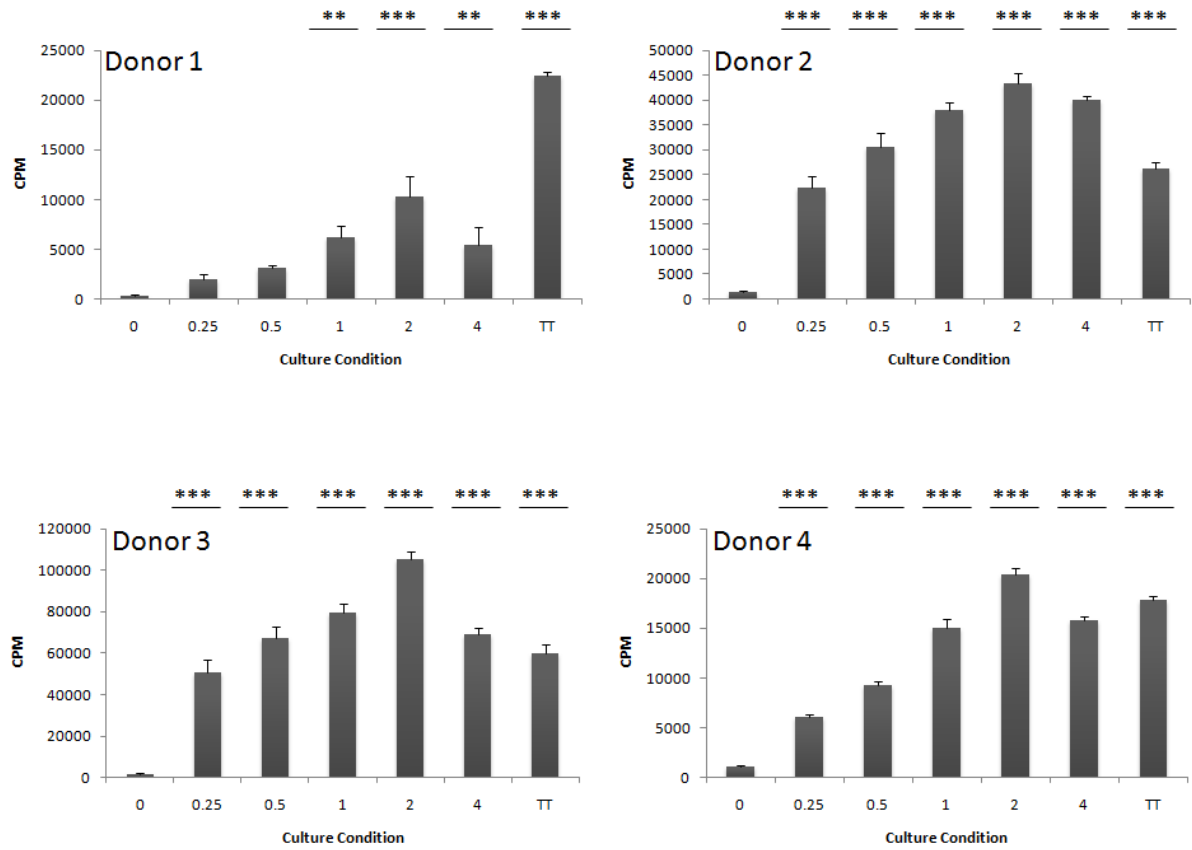 ** *** ** ***
Donor 1
CPM
25000
20000
15000
10000
5000
0
0 0.25 0.5 1 2 4 TT
Culture Condition
*** *** *** *** *** ***
Donor 2
CPM
50000
45000
40000
35000
30000
25000
20000
15000
10000
5000
0
0 0.25 0.5 1 2 4 TT
Culture Condition
*** *** *** *** *** ***
Donor 3
CPM
120000
100000
80000
60000
40000
20000
0
0 0.25 0.5 1 2 4 TT
Culture Condition
*** *** *** *** *** ***
Donor 4
CPM
25000
20000
15000
10000
5000
0
0 0.25 0.5 1 2 4 TT
Culture Condition